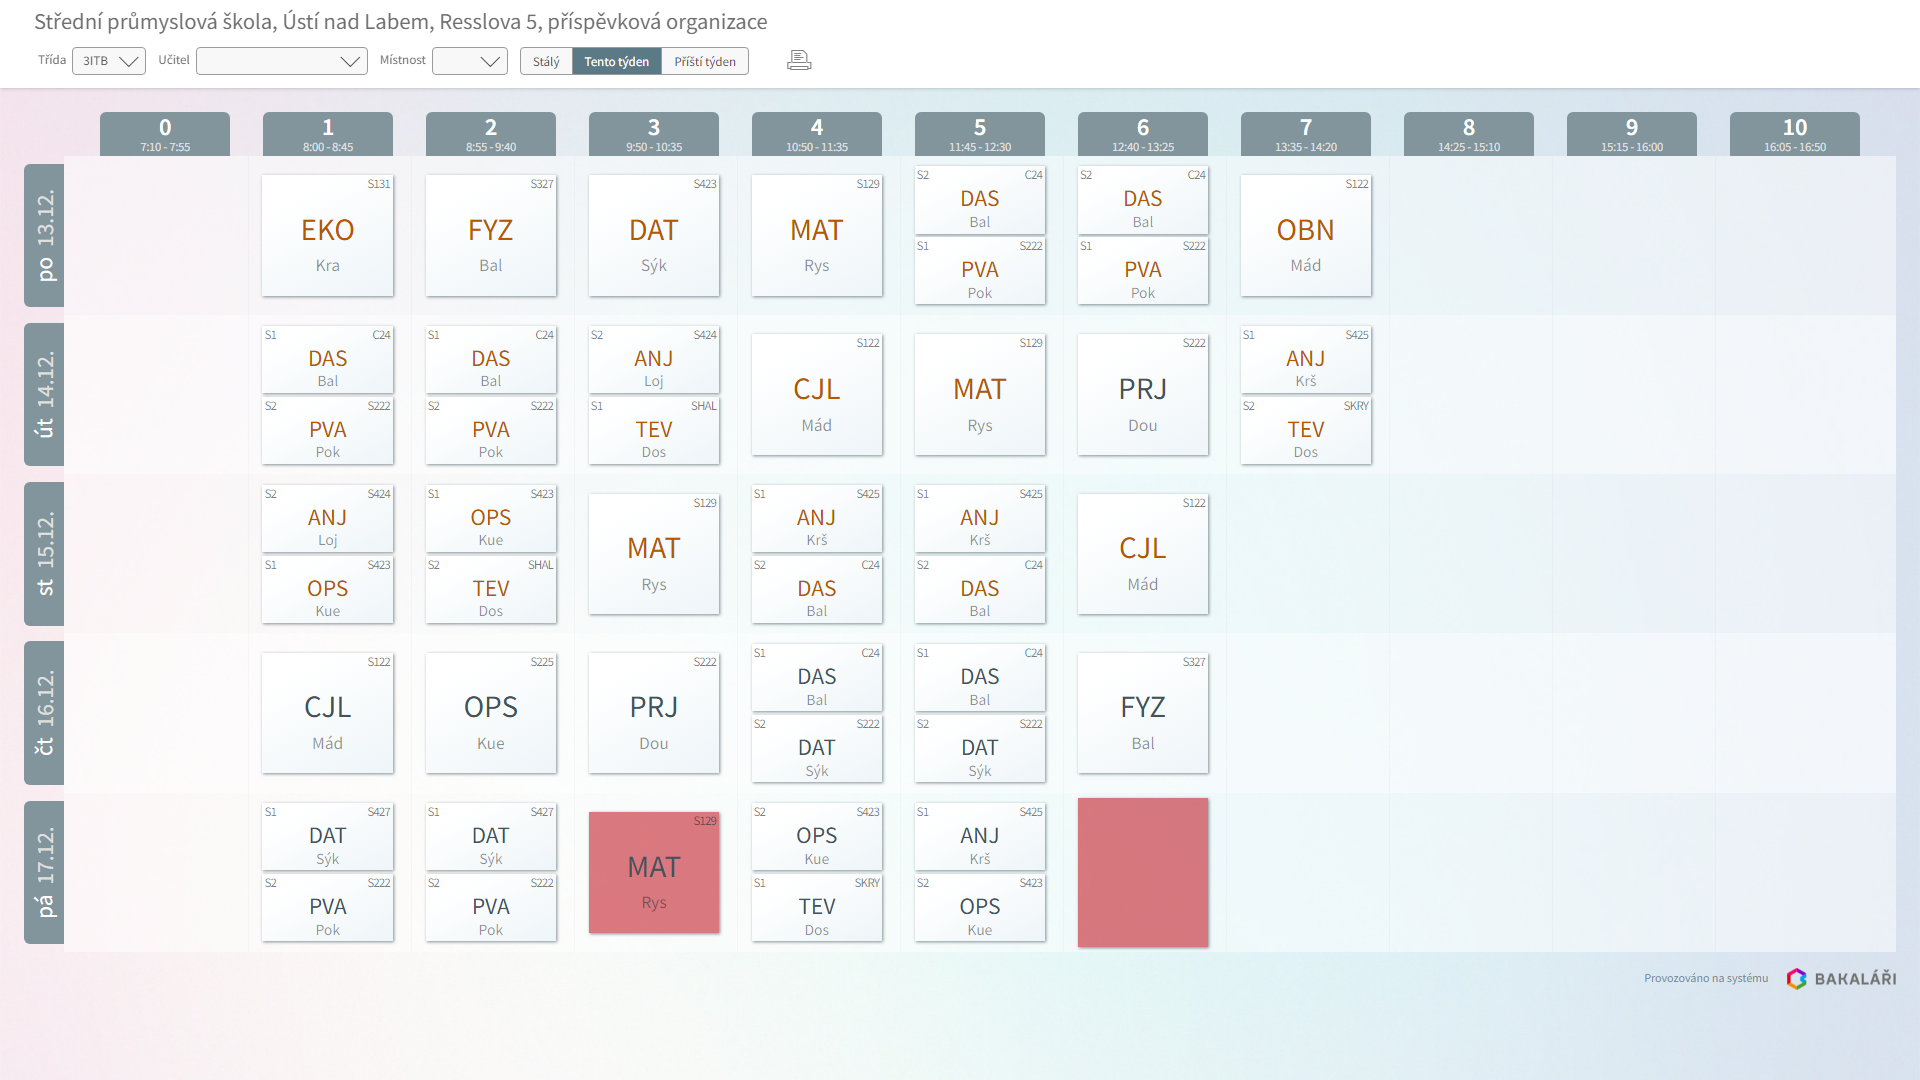 Střední průmyslová škola, Ústí nad Labem, Resslova 5, příspěvková organizace
Třída 3ITB Učitel Místnost Stálý Tento týden Příští týden
0 1 2 3 4 5 6 7 8 9 10
7:10 - 7:55 8:00 - 8:45 8:55 - 9:40 9:50 - 10:35 10:50 - 11:35 11:45 - 12:30 12:40 - 13:25 13:35 - 14:20 14:25 - 15:10 15:15 - 16:00 16:05 - 16:50
po 13.12.
S131
EKO
Kra
S327
FYZ
Bal
S423
DAT
Sýk
S129
MAT
Rys
S2 C24
DAS
Bal
S1 S222
PVA
Pok
S2 C24
DAS
Bal
S1 S222
PVA
Pok
S122
OBN
Mád
út 14.12.
S1 C24
DAS
Bal
S2 S222
PVA
Pok
S1 C24
DAS
Bal
S2 S222
PVA
Pok
S2 S424
ANJ
Loj
S1 SHAL
TEV
Dos
S122
CJL
Mád
S129
MAT
Rys
S222
PRJ
Dou
S1 S425
ANJ
Krš
S2 SKRY
TEV
Dos
st 15.12.
S2 S424
ANJ
Loj
S1 S423
OPS
Kue
S1 S423
OPS
Kue
S2 SHAL
TEV
Dos
S129
MAT
Rys
S1 S425
ANJ
Krš
S2 C24
DAS
Bal
S1 S425
ANJ
Krš
S2 C24
DAS
Bal
S122
CJL
Mád
čt 16.12.
S122
CJL
Mád
S225
OPS
Kue
S222
PRJ
Dou
S1 C24
DAS
Bal
S2 S222
DAT
Sýk
S1 C24
DAS
Bal
S2 S222
DAT
Sýk
S327
FYZ
Bal
pá 17.12.
S1 S427
DAT
Sýk
S2 S222
PVA
Pok
S1 S427
DAT
Sýk
S2 S222
PVA
Pok
S129
MAT
Rys
S2 S423
OPS
Kue
S1 SKRY
TEV
Dos
S1 S425
ANJ
Krš
S2 S423
OPS
Kue
Provozováno na systému BAKALÁŘI